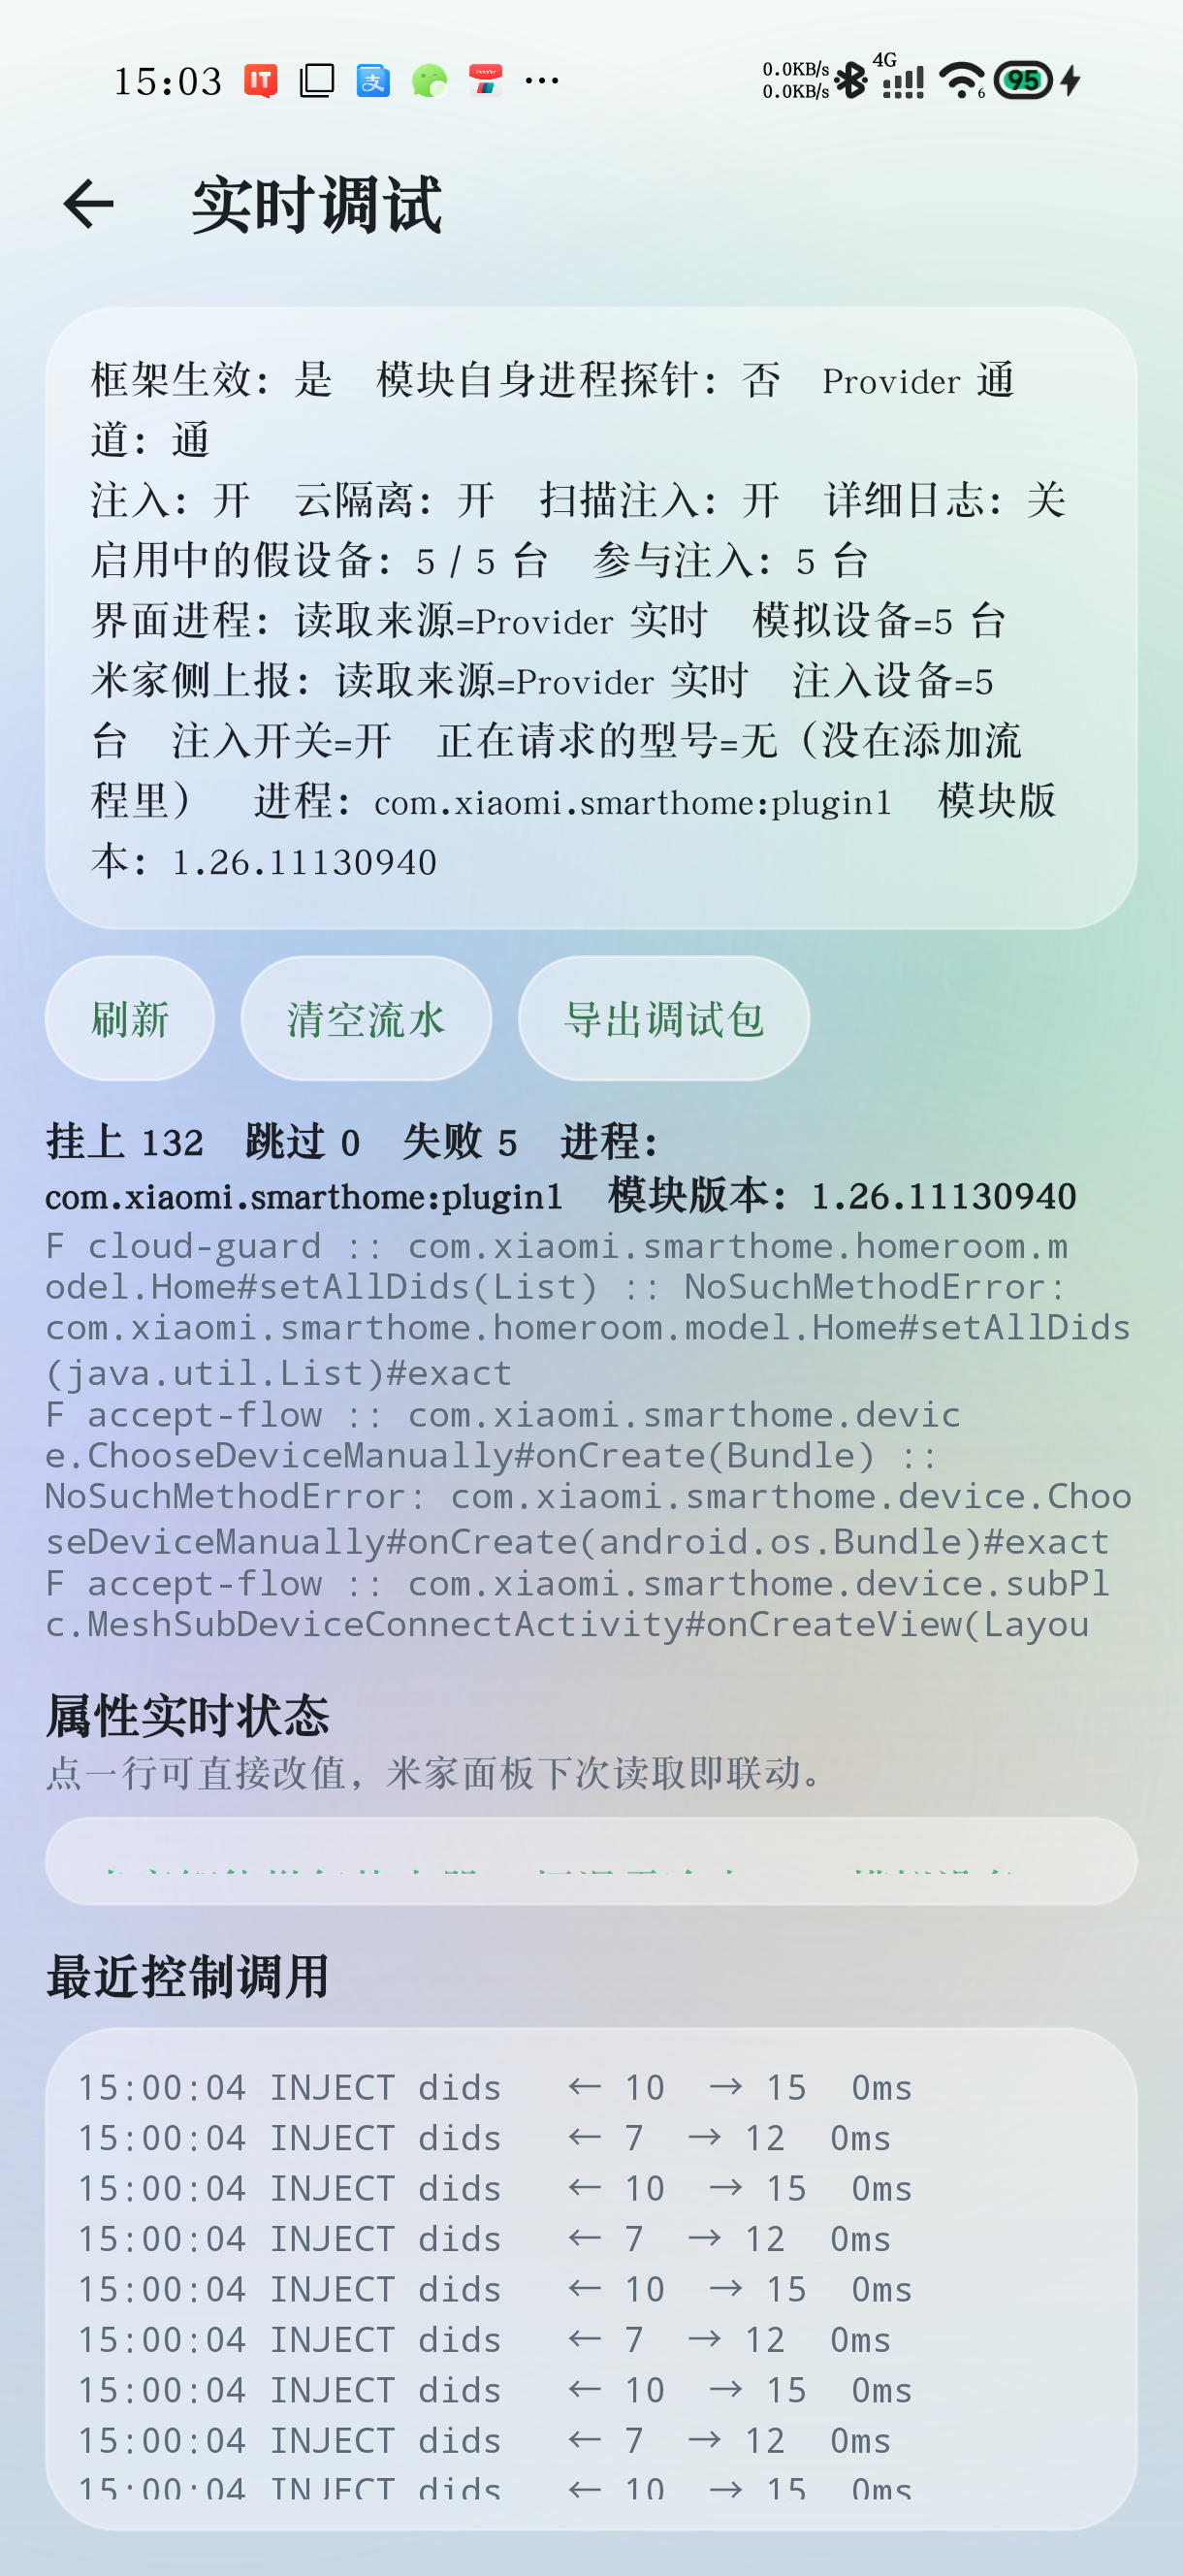 15:03
0.0KB/s
0.0KB/s
4G
6
95
实时调试
框架生效：是　模块自身进程探针：否　Provider 通
道：通
注入：开　云隔离：开　扫描注入：开　详细日志：关
启用中的假设备：5 / 5 台　参与注入：5 台
界面进程：读取来源=Provider 实时　模拟设备=5 台
米家侧上报：读取来源=Provider 实时　注入设备=5
台　注入开关=开　正在请求的型号=无（没在添加流
程里）　进程：com.xiaomi.smarthome:plugin1　模块版
本：1.26.11130940
刷新
清空流水
导出调试包
挂上 132　跳过 0　失败 5　进程：
com.xiaomi.smarthome:plugin1　模块版本：1.26.11130940
F cloud-guard :: com.xiaomi.smarthome.homeroom.m
odel.Home#setAllDids(List) :: NoSuchMethodError:
com.xiaomi.smarthome.homeroom.model.Home#setAllDids
(java.util.List)#exact
F accept-flow :: com.xiaomi.smarthome.devic
e.ChooseDeviceManually#onCreate(Bundle) ::
NoSuchMethodError: com.xiaomi.smarthome.device.Choo
seDeviceManually#onCreate(android.os.Bundle)#exact
F accept-flow :: com.xiaomi.smarthome.device.subPl
c.MeshSubDeviceConnectActivity#onCreateView(Layou
属性实时状态
点一行可直接改值，米家面板下次读取即联动。
最近控制调用
15:00:04 INJECT dids ← 10 → 15 0ms
15:00:04 INJECT dids ← 7 → 12 0ms
15:00:04 INJECT dids ← 10 → 15 0ms
15:00:04 INJECT dids ← 7 → 12 0ms
15:00:04 INJECT dids ← 10 → 15 0ms
15:00:04 INJECT dids ← 7 → 12 0ms
15:00:04 INJECT dids ← 10 → 15 0ms
15:00:04 INJECT dids ← 7 → 12 0ms
15:00:04 INJECT dids ← 10 → 15 0ms